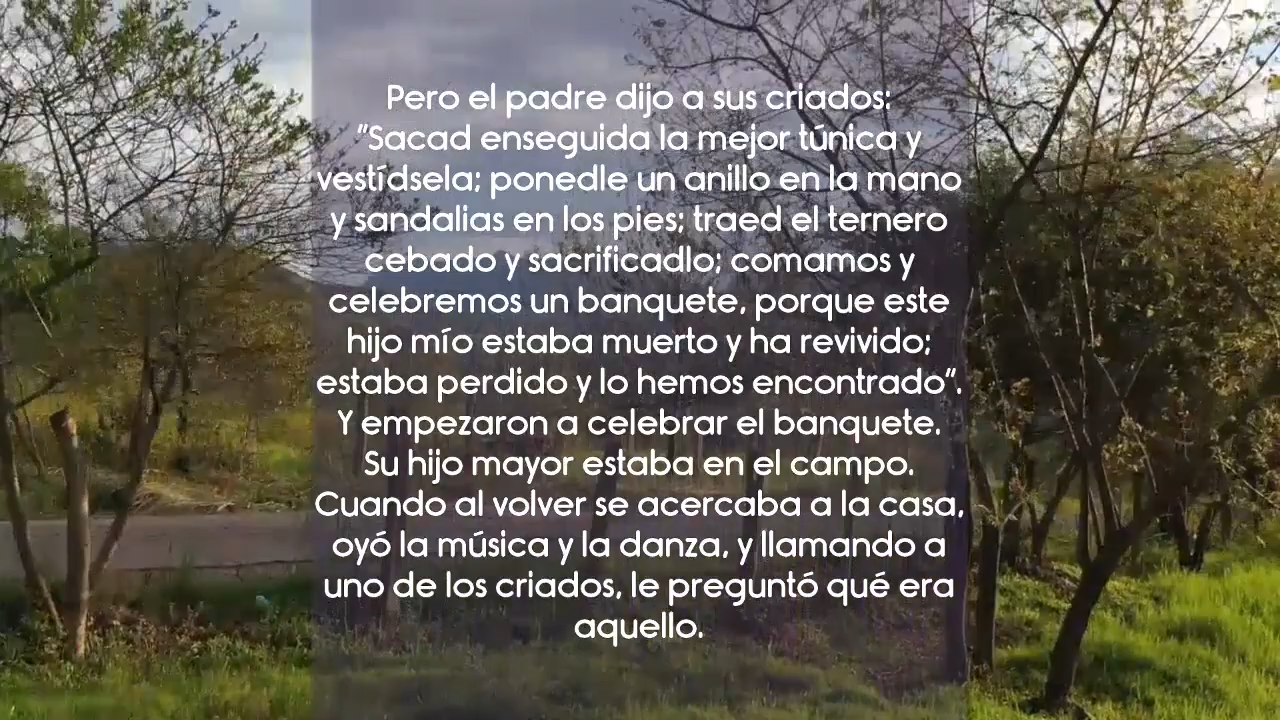 Pero el padre dijo a sus criados:
"Sacad enseguida la mejor túnica y
vestídsela; ponedle un anillo en la mano
y sandalias en los pies; traed el ternero
cebado y sacrificadlo; comamos y
celebremos un banquete, porque este
hijo mío estaba muerto y ha revivido;
estaba perdido y lo hemos encontrado".
Y empezaron a celebrar el banquete.
Su hijo mayor estaba en el campo.
Cuando al volver se acercaba a la casa,
oyó la música y la danza, y llamando a
uno de los criados, le preguntó qué era
aquello.